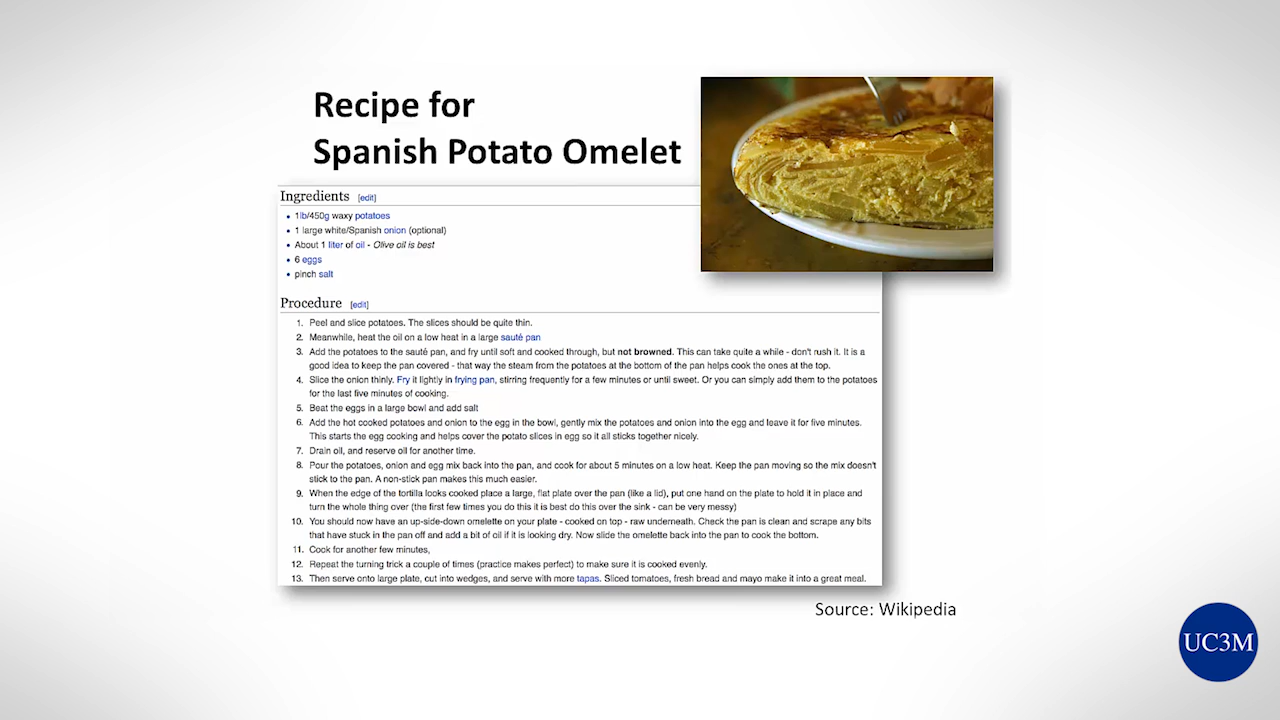 Recipe for
Spanish Potato Omelet
Ingredients [edit]
• 1lb/450g waxy potatoes
• 1 large white/Spanish onion (optional)
• About 1 liter of oil - Olive oil is best
• 6 eggs
• pinch salt
Procedure [edit]
1. Peel and slice potatoes. The slices should be quite thin.
2. Meanwhile, heat the oil on a low heat in a large sauté pan
3. Add the potatoes to the sauté pan, and fry until soft and cooked through, but not browned. This can take quite a while - don't rush it. It is a
good idea to keep the pan covered - that way the steam from the potatoes at the bottom of the pan helps cook the ones at the top.
4. Slice the onion thinly. Fry it lightly in frying pan, stirring frequently for a few minutes or until sweet. Or you can simply add them to the potatoes
for the last five minutes of cooking.
5. Beat the eggs in a large bowl and add salt
6. Add the hot cooked potatoes and onion to the egg in the bowl, gently mix the potatoes and onion into the egg and leave it for five minutes.
This starts the egg cooking and helps cover the potato slices in egg so it all sticks together nicely.
7. Drain oil, and reserve oil for another time.
8. Pour the potatoes, onion and egg mix back into the pan, and cook for about 5 minutes on a low heat. Keep the pan moving so the mix doesn't
stick to the pan. A non-stick pan makes this much easier.
9. When the edge of the tortilla looks cooked place a large, flat plate over the pan (like a lid), put one hand on the plate to hold it in place and
turn the whole thing over (the first few times you do this it is best do this over the sink - can be very messy)
10. You should now have an up-side-down omelette on your plate - cooked on top - raw underneath. Check the pan is clean and scrape any bits
that have stuck in the pan off and add a bit of oil if it is looking dry. Now slide the omelette back into the pan to cook the bottom.
11. Cook for another few minutes,
12. Repeat the turning trick a couple of times (practice makes perfect) to make sure it is cooked evenly.
13. Then serve onto large plate, cut into wedges, and serve with more tapas. Sliced tomatoes, fresh bread and mayo make it into a great meal.
Source: Wikipedia
UC3M